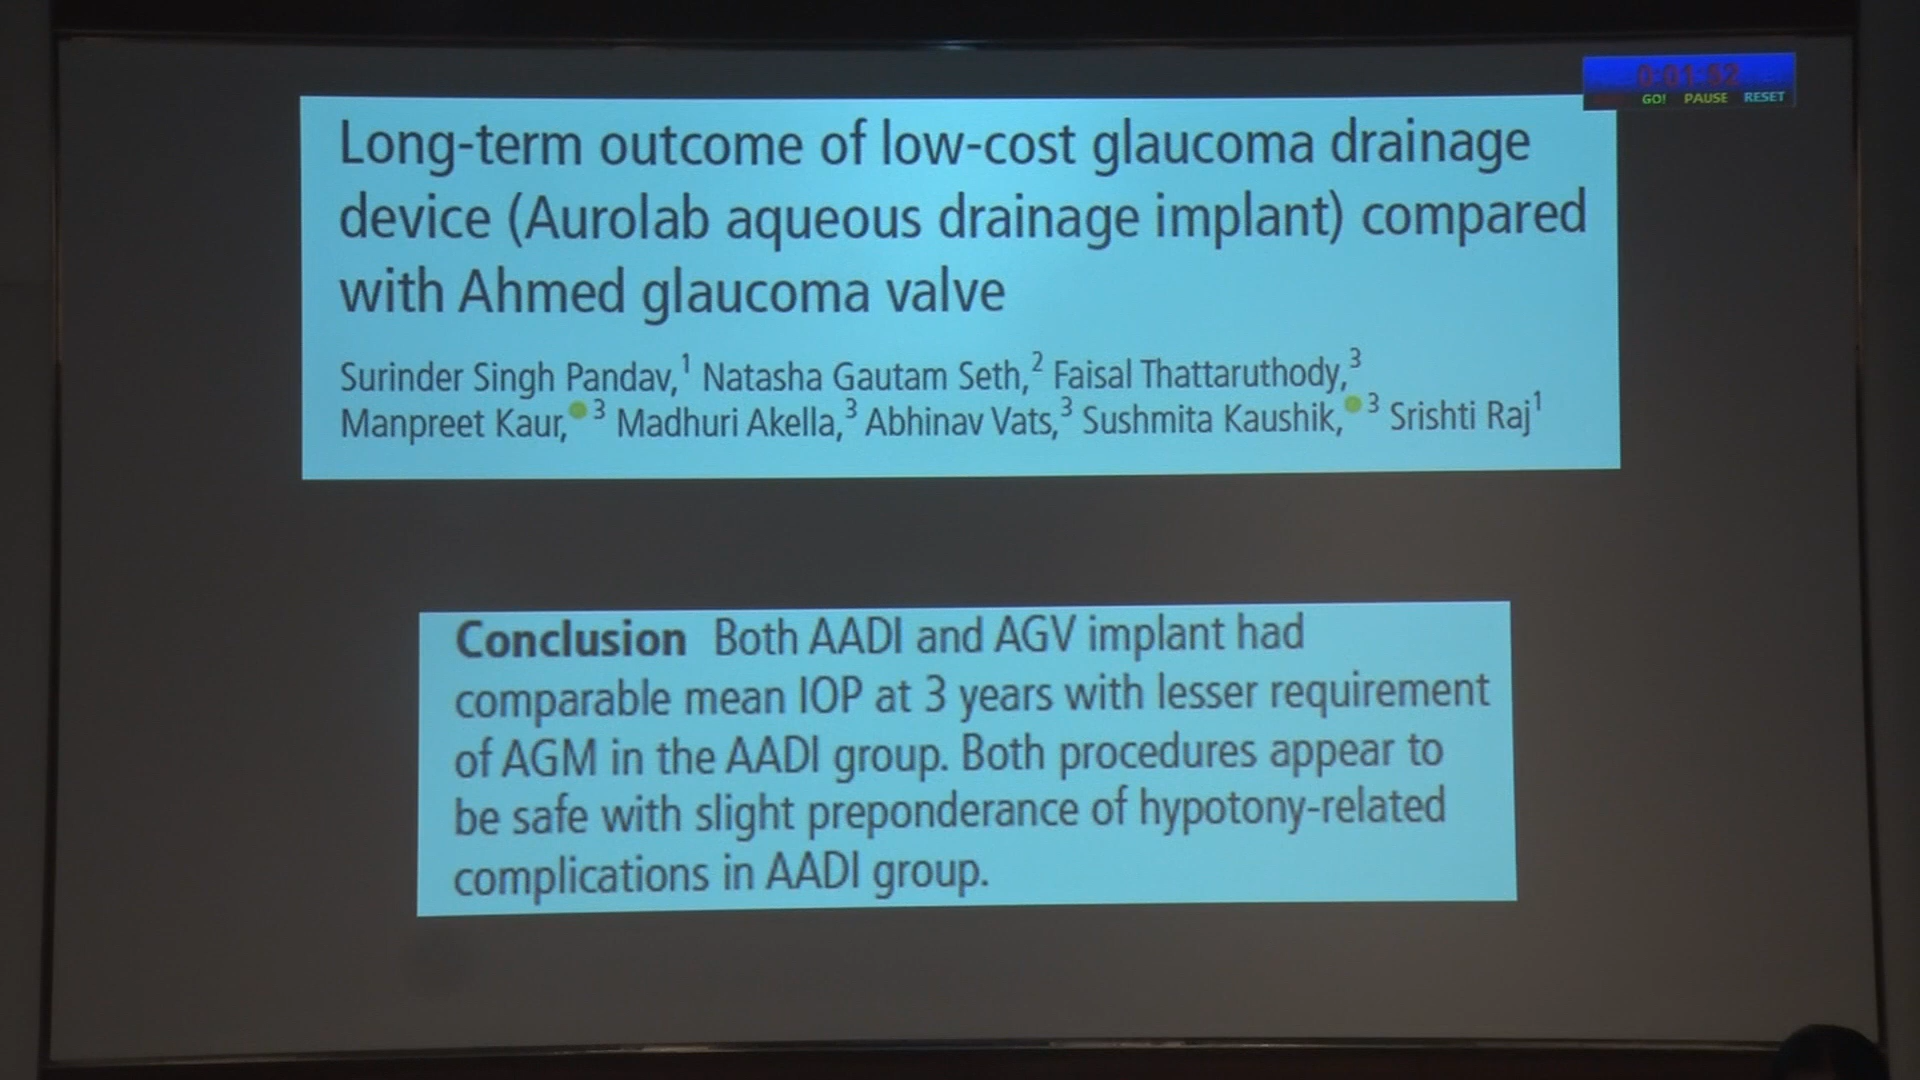 0:01:52
GO! PAUSE RESET
Long-term outcome of low-cost glaucoma drainage
device (Aurolab aqueous drainage implant) compared
with Ahmed glaucoma valve
Surinder Singh Pandav,¹ Natasha Gautam Seth,² Faisal Thattaruthody,³
Manpreet Kaur,³ Madhuri Akella,³ Abhinav Vats,³ Sushmita Kaushik,³ Srishti Raj¹
Conclusion Both AADI and AGV implant had
comparable mean IOP at 3 years with lesser requirement
of AGM in the AADI group. Both procedures appear to
be safe with slight preponderance of hypotony-related
complications in AADI group.